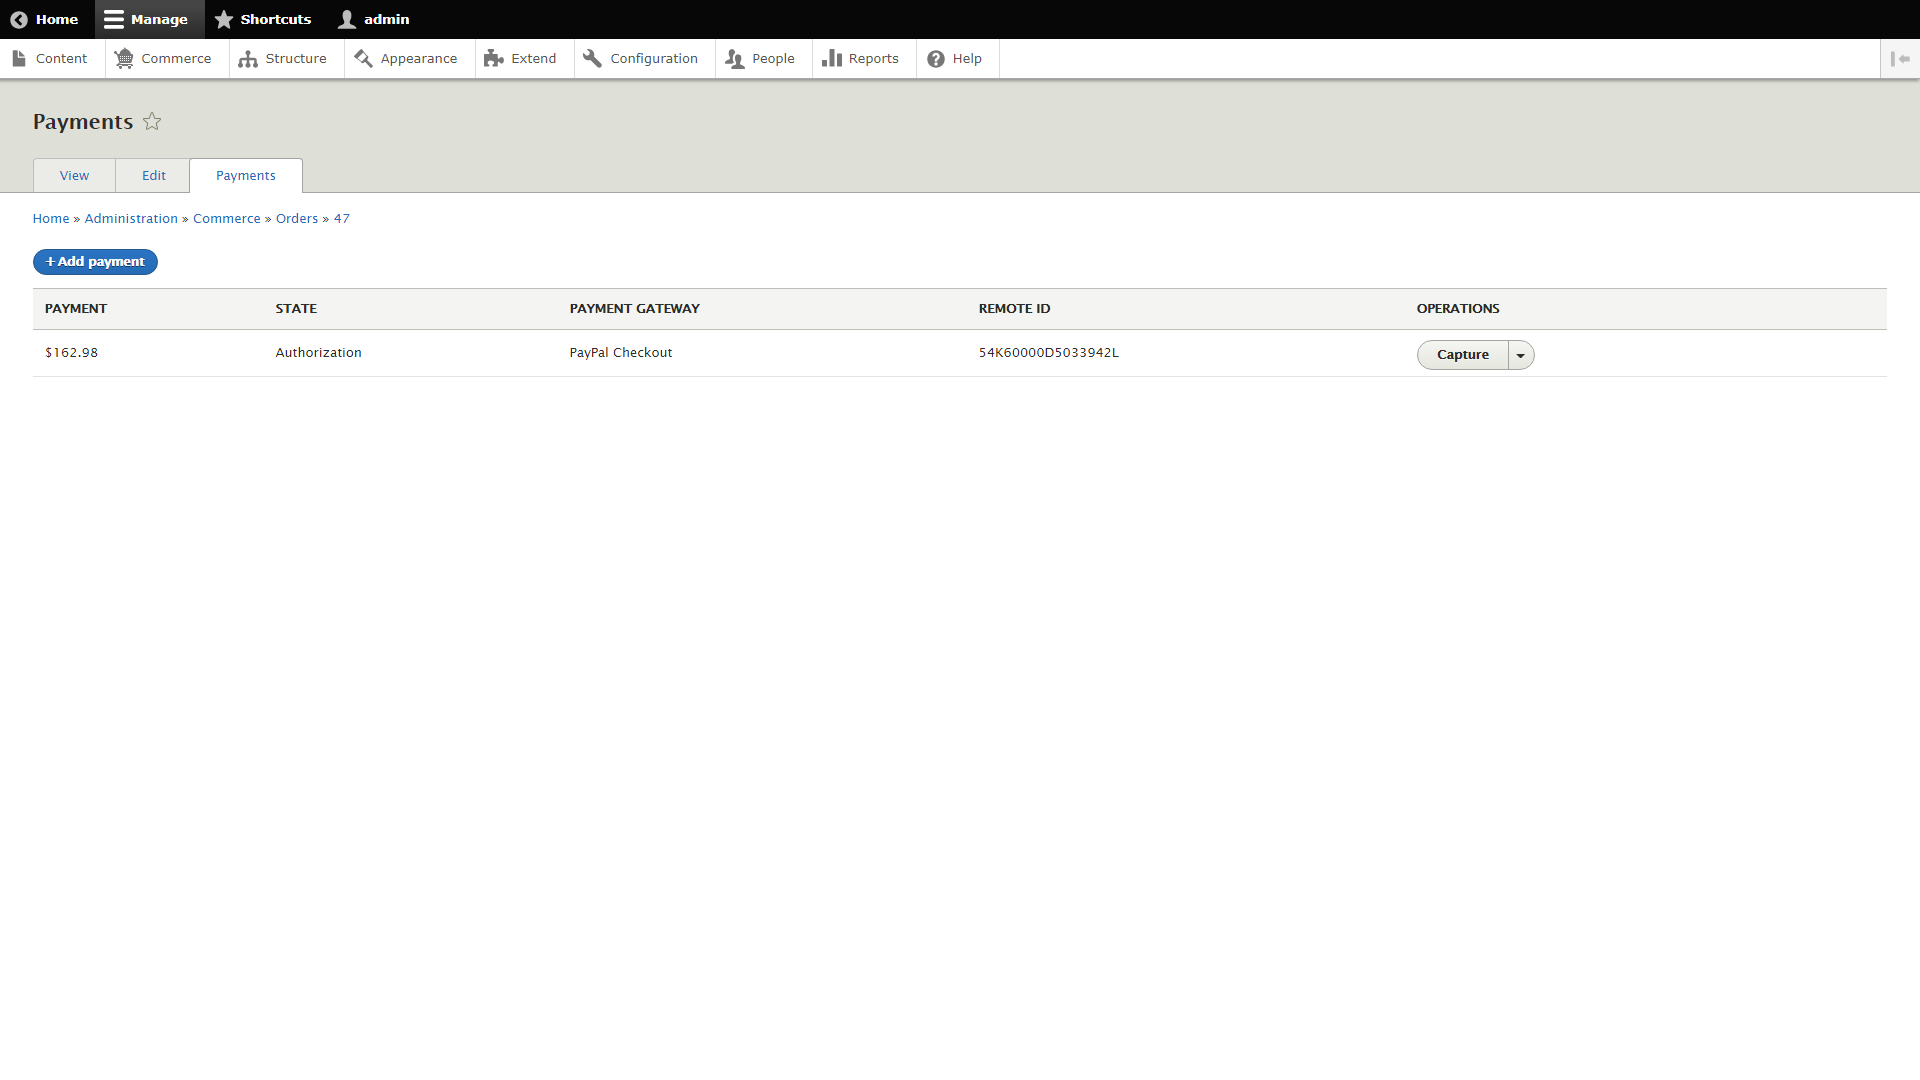 Home Manage Shortcuts admin
Content Commerce Structure Appearance Extend Configuration People Reports Help
Payments
View Edit Payments
Home » Administration » Commerce » Orders » 47
+ Add payment
PAYMENT STATE PAYMENT GATEWAY REMOTE ID OPERATIONS
$162.98 Authorization PayPal Checkout 54K60000D5033942L Capture